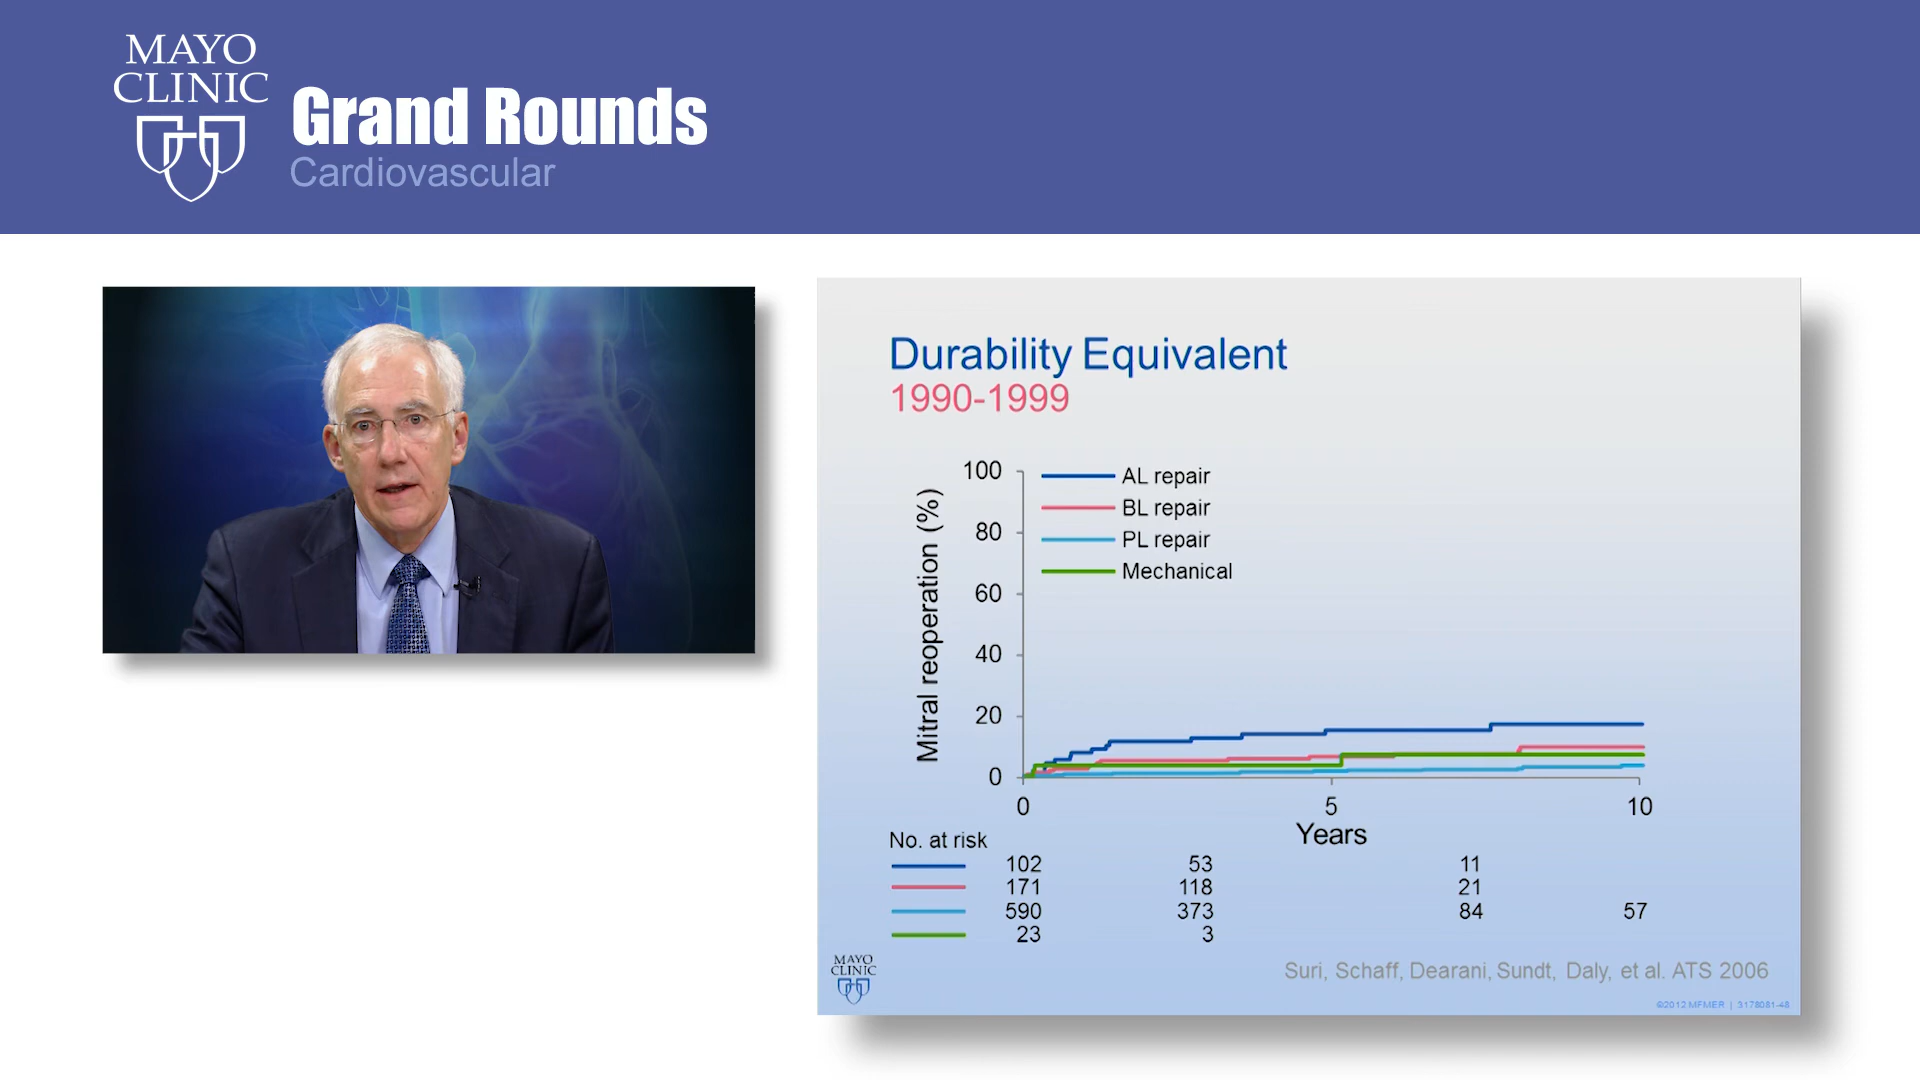 MAYO
CLINIC
Grand Rounds
Cardiovascular
Durability Equivalent
1990-1999
Mitral reoperation (%)
100
80
60
40
20
0
AL repair
BL repair
PL repair
Mechanical
0 5 10
Years
No. at risk
102 53 11
171 118 21
590 373 84 57
23 3
MAYO
CLINIC
Suri, Schaff, Dearani, Sundt, Daly, et al. ATS 2006
©2012 MFMER | 3178081-48